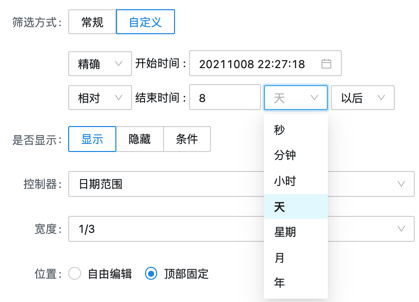 筛选方式： 常规 自定义
精确 开始时间： 20211008 22:27:18
相对 结束时间： 8 天 以后
是否显示： 显示 隐藏 条件
秒
分钟
控制器： 日期范围
小时
天
宽度： 1/3
星期
月
位置： 自由编辑 顶部固定
年